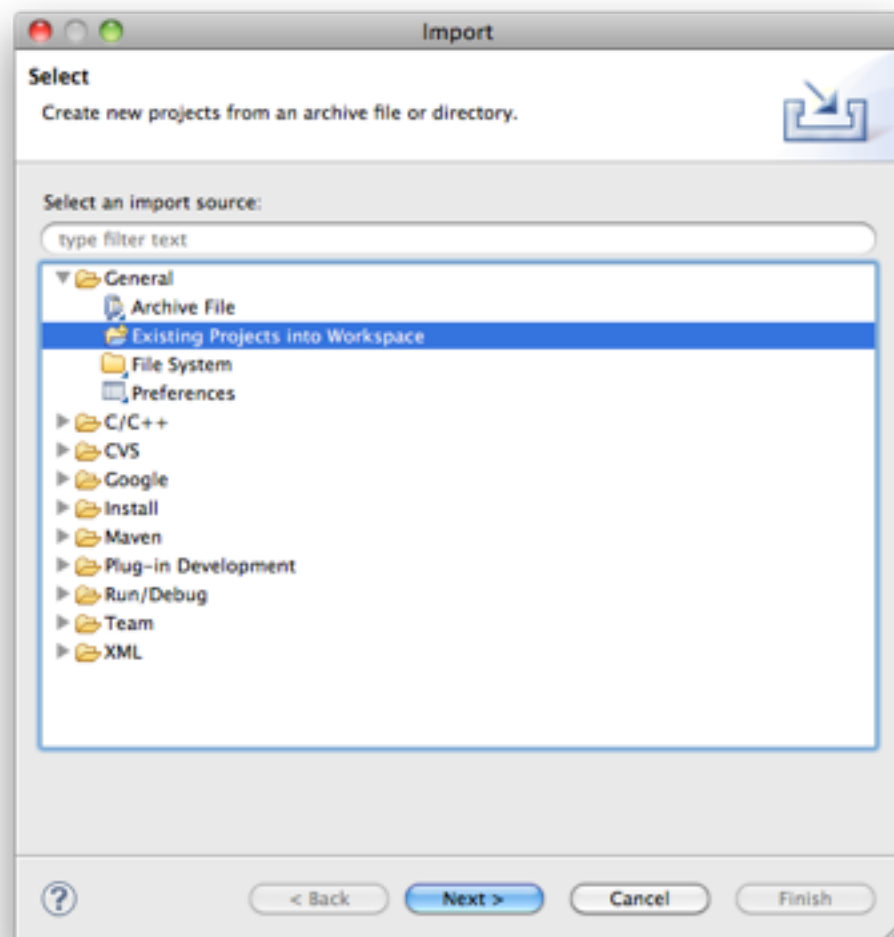 Import
Select
Create new projects from an archive file or directory.
Select an import source:
type filter text
General
Archive File
Existing Projects into Workspace
File System
Preferences
C/C++
CVS
Google
Install
Maven
Plug-in Development
Run/Debug
Team
XML
?
< Back
Next >
Cancel
Finish